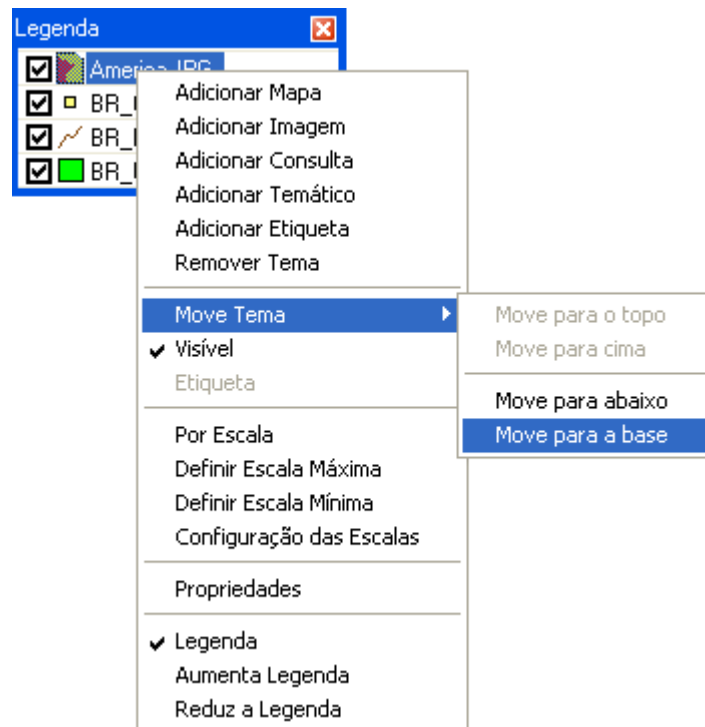 Legenda
America.JPG
BR_
BR_
BR_
Adicionar Mapa
Adicionar Imagem
Adicionar Consulta
Adicionar Temático
Adicionar Etiqueta
Remover Tema
Move Tema
Visível
Etiqueta
Por Escala
Definir Escala Máxima
Definir Escala Mínima
Configuração das Escalas
Propriedades
Legenda
Aumenta Legenda
Reduz a Legenda
Move para o topo
Move para cima
Move para abaixo
Move para a base